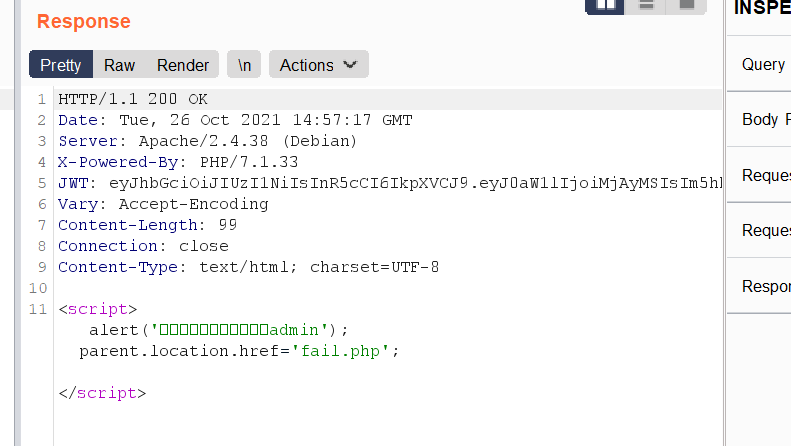 Response
INSPE
Pretty Raw Render \n Actions
Query
1 HTTP/1.1 200 OK
2 Date: Tue, 26 Oct 2021 14:57:17 GMT
Body
3 Server: Apache/2.4.38 (Debian)
4 X-Powered-By: PHP/7.1.33
5 JWT: eyJhbGciOiJIUzI1NiIsInR5cCI6IkpXVCJ9.eyJ0aW1lIjoiMjAyMSIsIm5h
Reques
6 Vary: Accept-Encoding
7 Content-Length: 99
Reques
8 Connection: close
9 Content-Type: text/html; charset=UTF-8
10
Respon
11 <script>
alert('□□□□□□□□□□□admin');
parent.location.href='fail.php';
</script>